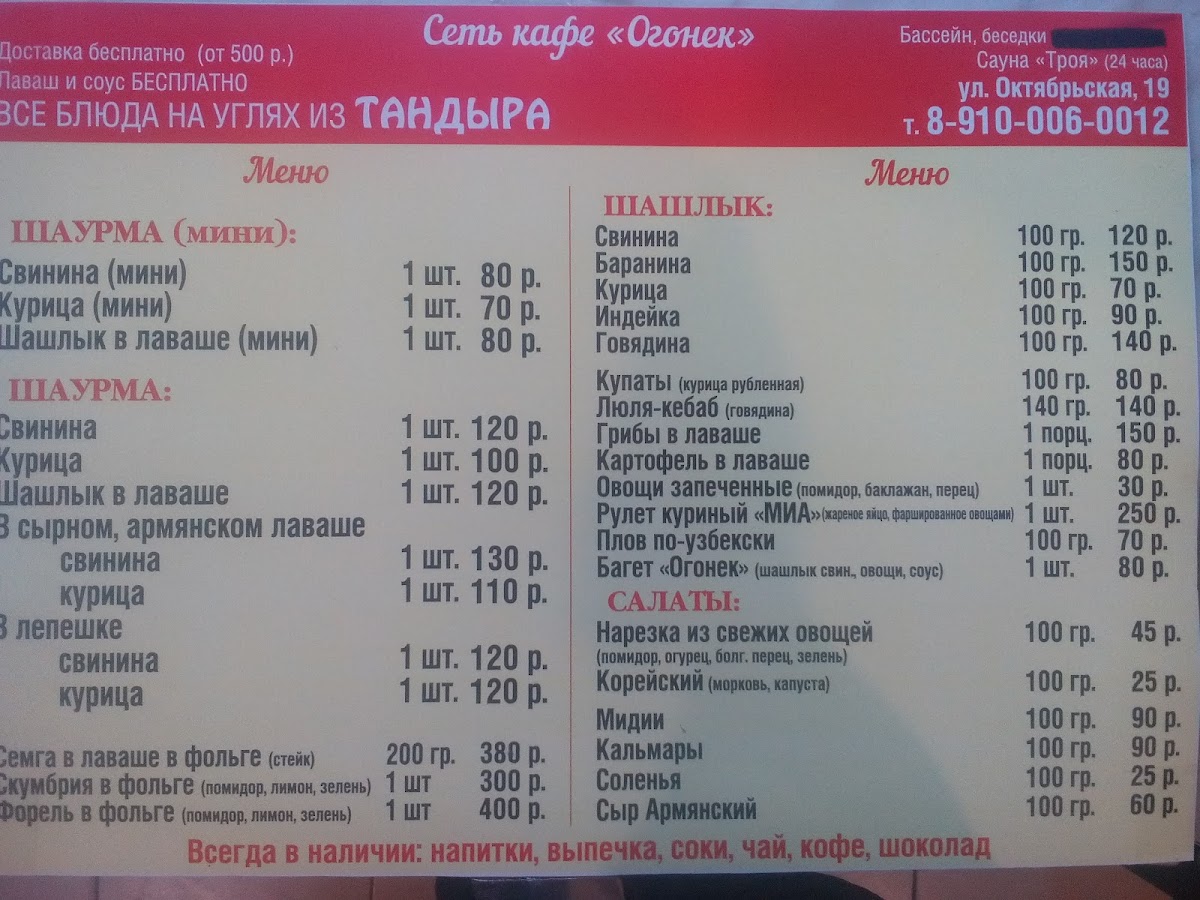 Сеть кафе «Огонек»
Доставка бесплатно (от 500 р.)
Лаваш и соус БЕСПЛАТНО
ВСЕ БЛЮДА НА УГЛЯХ ИЗ ТАНДЫРА
Бассейн, беседки
Сауна «Троя» (24 часа)
ул. Октябрьская, 19
т. 8-910-006-0012
Меню
ШАУРМА (мини):
Свинина (мини) 1 шт. 80 р.
Курица (мини) 1 шт. 70 р.
Шашлык в лаваше (мини) 1 шт. 80 р.
ШАУРМА:
Свинина 1 шт. 120 р.
Курица 1 шт. 100 р.
Шашлык в лаваше 1 шт. 120 р.
В сырном, армянском лаваше
свинина 1 шт. 130 р.
курица 1 шт. 110 р.
В лепешке
свинина 1 шт. 120 р.
курица 1 шт. 120 р.
Семга в лаваше в фольге (стейк) 200 гр. 380 р.
Скумбрия в фольге (помидор, лимон, зелень) 1 шт 300 р.
Форель в фольге (помидор, лимон, зелень) 1 шт 400 р.
Меню
ШАШЛЫК:
Свинина 100 гр. 120 р.
Баранина 100 гр. 150 р.
Курица 100 гр. 70 р.
Индейка 100 гр. 90 р.
Говядина 100 гр. 140 р.
Купаты (курица рубленная) 100 гр. 80 р.
Люля-кебаб (говядина) 140 гр. 140 р.
Грибы в лаваше 1 порц. 150 р.
Картофель в лаваше 1 порц. 80 р.
Овощи запеченные (помидор, баклажан, перец) 1 шт. 30 р.
Рулет куриный «МИА» (жареное яйцо, фаршированное овощами) 1 шт. 250 р.
Плов по-узбекски 100 гр. 70 р.
Багет «Огонек» (шашлык свин., овощи, соус) 1 шт. 80 р.
САЛАТЫ:
Нарезка из свежих овощей 100 гр. 45 р.
(помидор, огурец, болг. перец, зелень)
Корейский (морковь, капуста) 100 гр. 25 р.
Мидии 100 гр. 90 р.
Кальмары 100 гр. 90 р.
Соленья 100 гр. 25 р.
Сыр Армянский 100 гр. 60 р.
Всегда в наличии: напитки, выпечка, соки, чай, кофе, шоколад